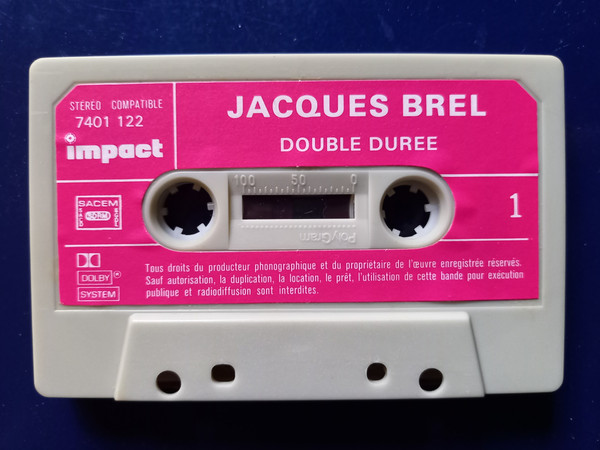 STÉRÉO COMPATIBLE
7401 122
impact
JACQUES BREL
DOUBLE DUREE
100 50 0
PolyGram
SACEM
1
DOLBY
SYSTEM
Tous droits du producteur phonographique et du propriétaire de l'œuvre enregistrée réservés.
Sauf autorisation, la duplication, la location, le prêt, l'utilisation de cette bande pour exécution
publique et radiodiffusion sont interdites.